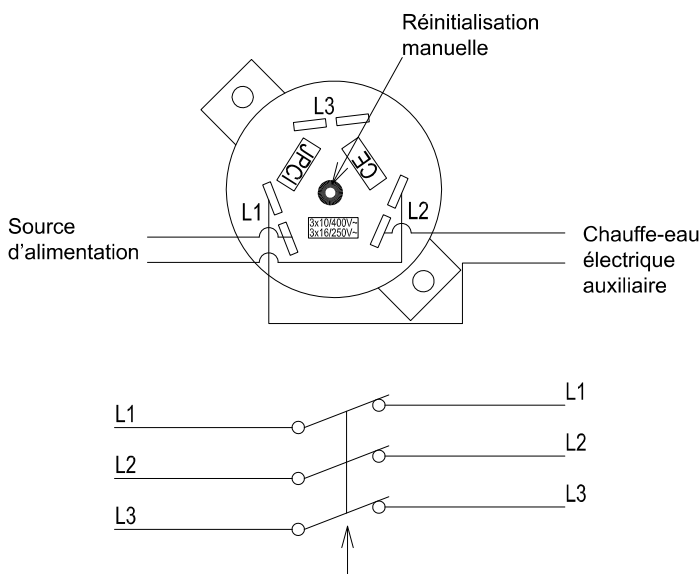 Réinitialisation
manuelle
L3
JPCI
CE
L1
L2
3x10/400V~
3x16/250V~
Source
d'alimentation
Chauffe-eau
électrique
auxiliaire
L1
L1
L2
L2
L3
L3